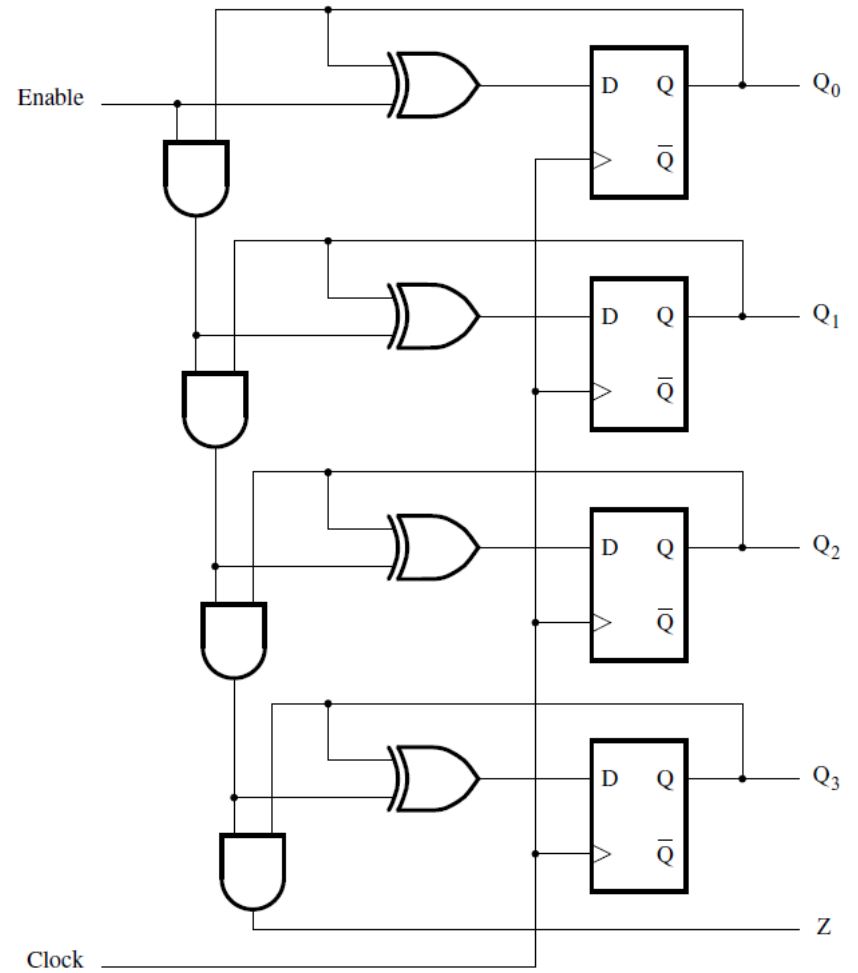 Enable
D Q Q0
Q̅
D Q Q1
Q̅
D Q Q2
Q̅
D Q Q3
Q̅
Z
Clock